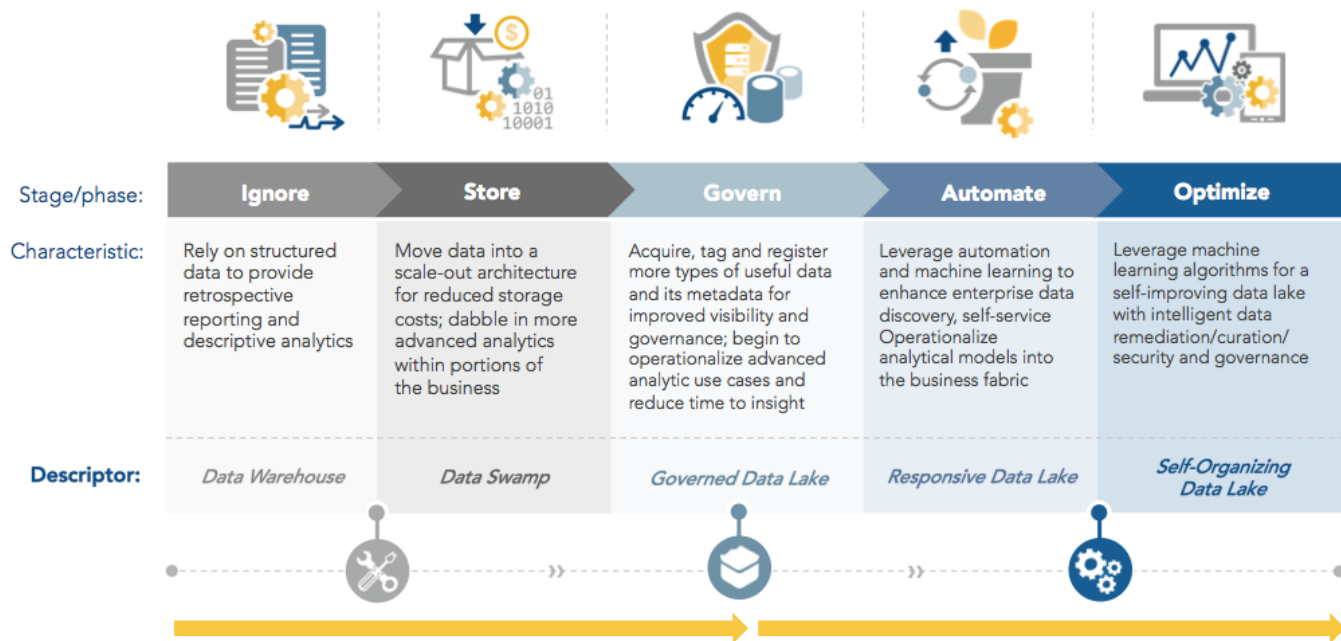 $
01
1010
10001
Stage/phase:
Ignore
Store
Govern
Automate
Optimize
Characteristic:
Rely on structured
data to provide
retrospective
reporting and
descriptive analytics
Move data into a
scale-out architecture
for reduced storage
costs; dabble in more
advanced analytics
within portions of
the business
Acquire, tag and register
more types of useful data
and its metadata for
improved visibility and
governance; begin to
operationalize advanced
analytic use cases and
reduce time to insight
Leverage automation
and machine learning to
enhance enterprise data
discovery, self-service
Operationalize
analytical models into
the business fabric
Leverage machine
learning algorithms for a
self-improving data lake
with intelligent data
remediation/curation/
security and governance
Descriptor:
Data Warehouse
Data Swamp
Governed Data Lake
Responsive Data Lake
Self-Organizing
Data Lake